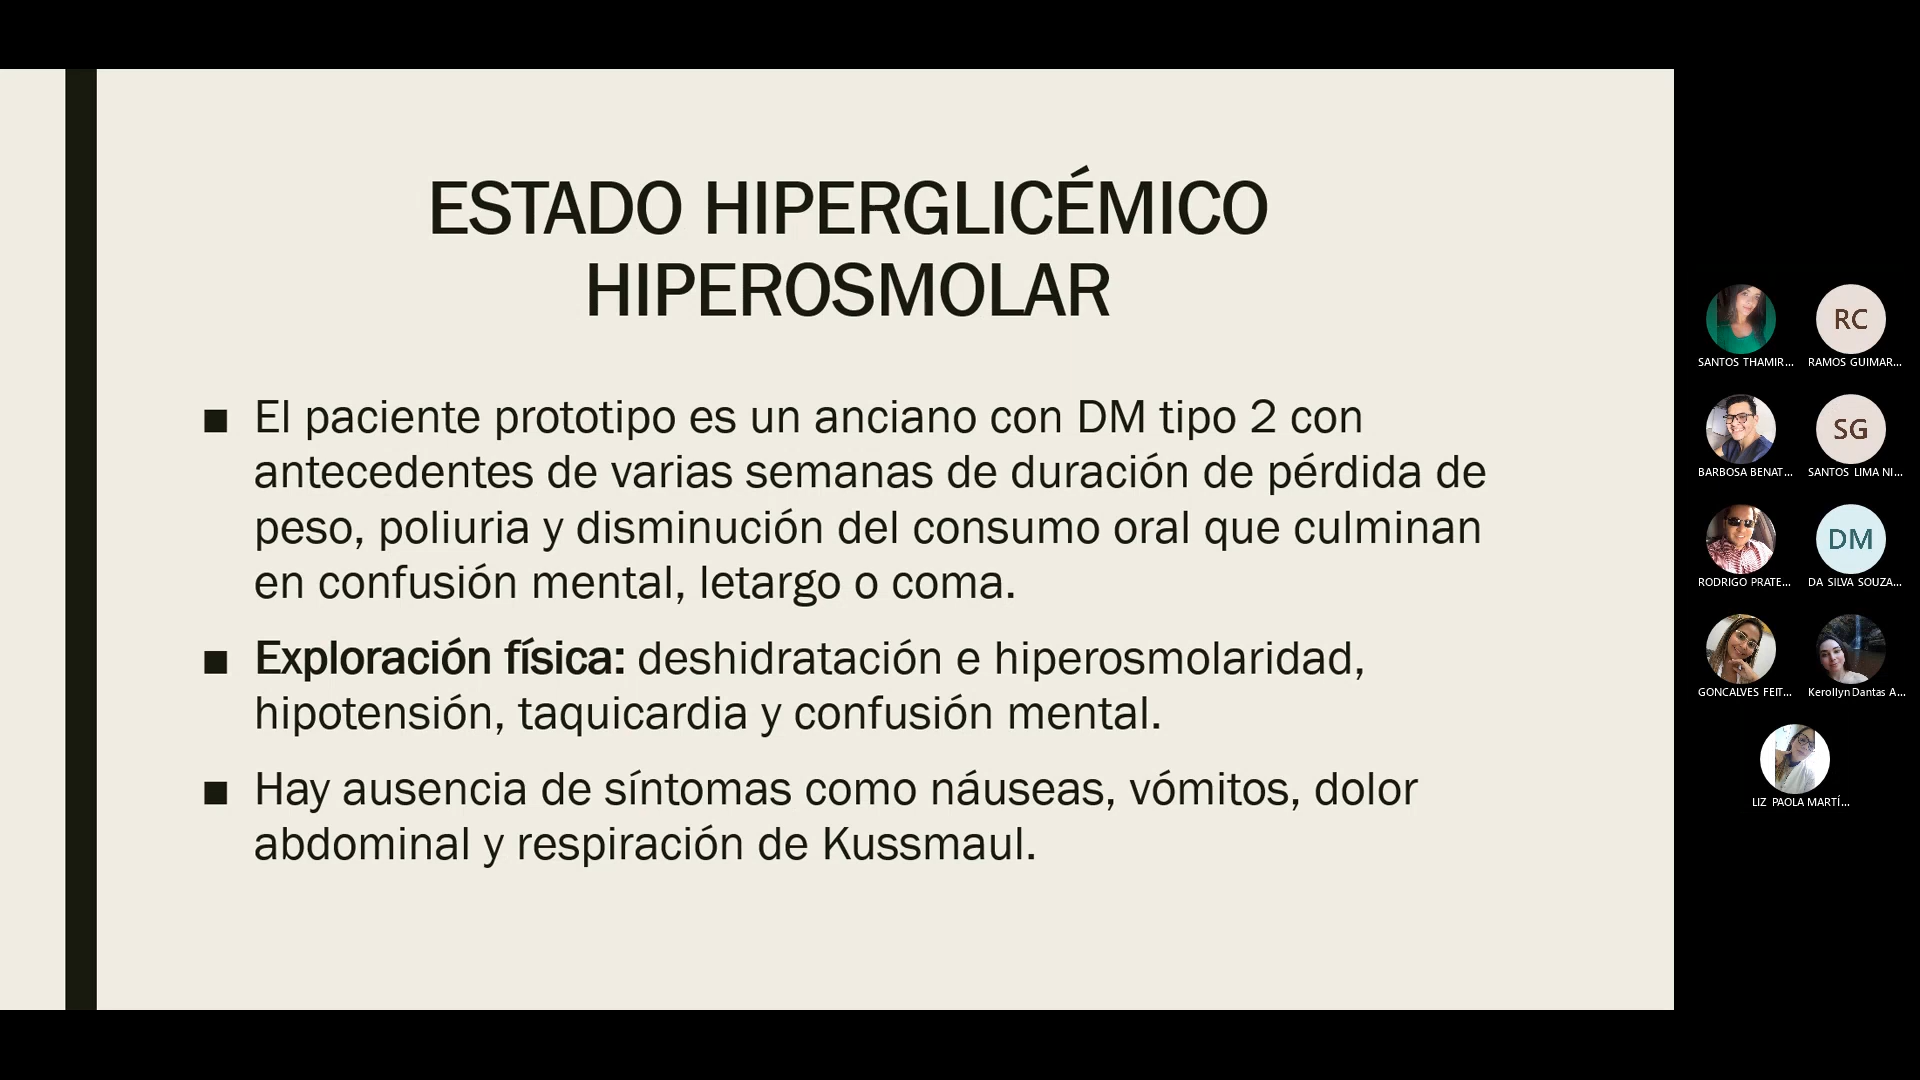 ESTADO HIPERGLICÉMICO
HIPEROSMOLAR
■ El paciente prototipo es un anciano con DM tipo 2 con
antecedentes de varias semanas de duración de pérdida de
peso, poliuria y disminución del consumo oral que culminan
en confusión mental, letargo o coma.
■ Exploración física: deshidratación e hiperosmolaridad,
hipotensión, taquicardia y confusión mental.
■ Hay ausencia de síntomas como náuseas, vómitos, dolor
abdominal y respiración de Kussmaul.
RC
SANTOS THAMIR... RAMOS GUIMAR...
SG
BARBOSA BENAT... SANTOS LIMA NI...
DM
RODRIGO PRATE... DA SILVA SOUZA...
GONCALVES FEIT... Kerollyn Dantas A...
LIZ PAOLA MARTÍ...